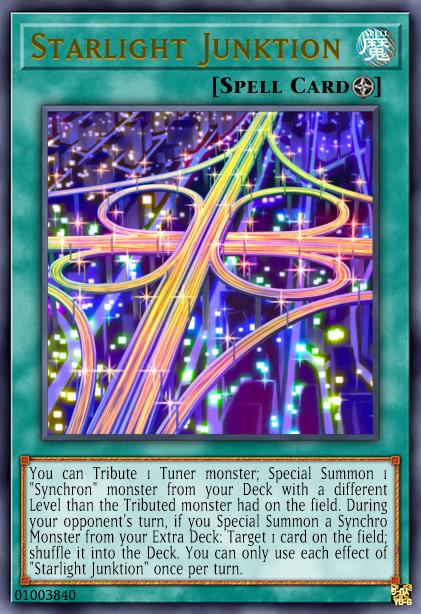 STARLIGHT JUNKTION
SPELL
魔
[SPELL CARD]
You can Tribute 1 Tuner monster; Special Summon 1
"Synchron" monster from your Deck with a different
Level than the Tributed monster had on the field. During
your opponent's turn, if you Special Summon a Synchro
Monster from your Extra Deck: Target 1 card on the field;
shuffle it into the Deck. You can only use each effect of
"Starlight Junktion" once per turn.
01003840